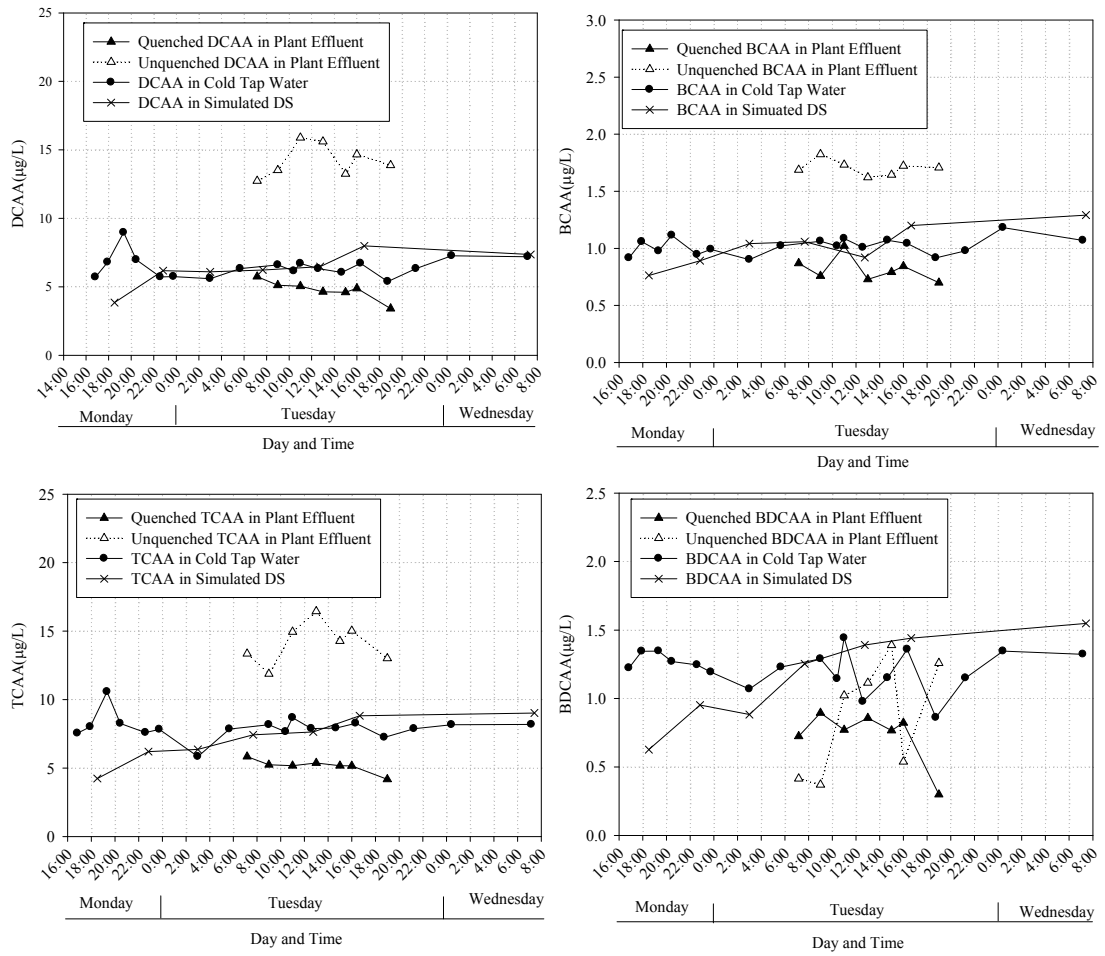 25
20
15
10
5
0
DCAA(µg/L)
Quenched DCAA in Plant Effluent
Unquenched DCAA in Plant Effluent
DCAA in Cold Tap Water
DCAA in Simulated DS
14:00 16:00 18:00 20:00 22:00 0:00 2:00 4:00 6:00 8:00 10:00 12:00 14:00 16:00 18:00 20:00 22:00 0:00 2:00 4:00 6:00 8:00
Monday Tuesday Wednesday
Day and Time
3.0
2.5
2.0
1.5
1.0
0.5
0.0
BCAA(µg/L)
Quenched BCAA in Plant Effluent
Unquenched BCAA in Plant Effluent
BCAA in Cold Tap Water
BCAA in Simuated DS
16:00 18:00 20:00 22:00 0:00 2:00 4:00 6:00 8:00 10:00 12:00 14:00 16:00 18:00 20:00 22:00 0:00 2:00 4:00 6:00 8:00
Monday Tuesday Wednesday
Day and Time
25
20
15
10
5
0
TCAA(µg/L)
Quenched TCAA in Plant Effluent
Unquenched TCAA in Plant Effluent
TCAA in Cold Tap Water
TCAA in Simulated DS
16:00 18:00 20:00 22:00 0:00 2:00 4:00 6:00 8:00 10:00 12:00 14:00 16:00 18:00 20:00 22:00 0:00 2:00 4:00 6:00 8:00
Monday Tuesday Wednesday
Day and Time
2.5
2.0
1.5
1.0
0.5
0.0
BDCAA(µg/L)
Quenched BDCAA in Plant Effluent
Unquenched BDCAA in Plant Effluent
BDCAA in Cold Tap Water
BDCAA in Simulated DS
16:00 18:00 20:00 22:00 0:00 2:00 4:00 6:00 8:00 10:00 12:00 14:00 16:00 18:00 20:00 22:00 0:00 2:00 4:00 6:00 8:00
Monday Tuesday Wednesday
Day and Time